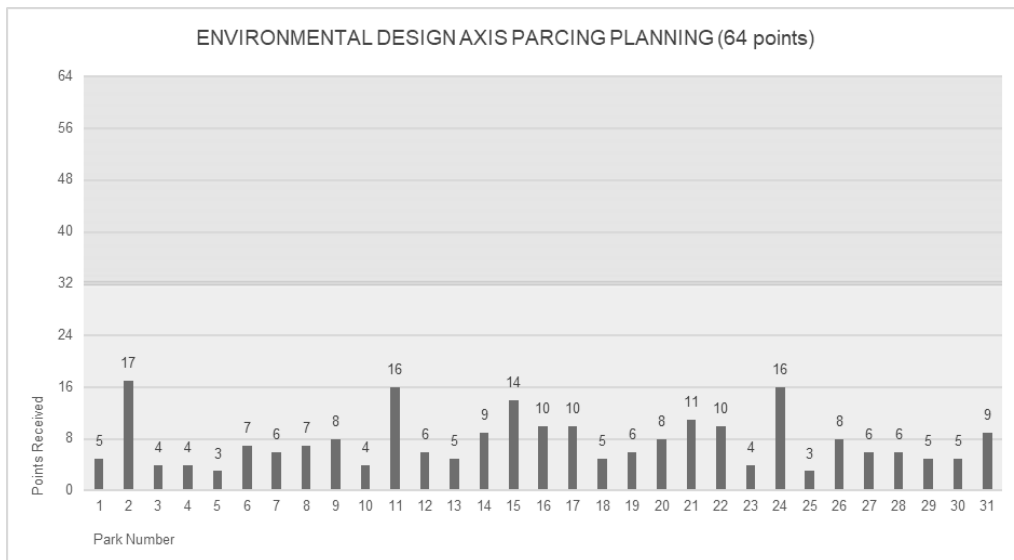 ENVIRONMENTAL DESIGN AXIS PARCING PLANNING (64 points)
64
56
48
40
32
24
16
8
0
Points Received
5 17 4 4 3 7 6 7 8 4 16 6 5 9 14 10 10 5 6 8 11 10 4 16 3 8 6 6 5 5 9
1 2 3 4 5 6 7 8 9 10 11 12 13 14 15 16 17 18 19 20 21 22 23 24 25 26 27 28 29 30 31
Park Number